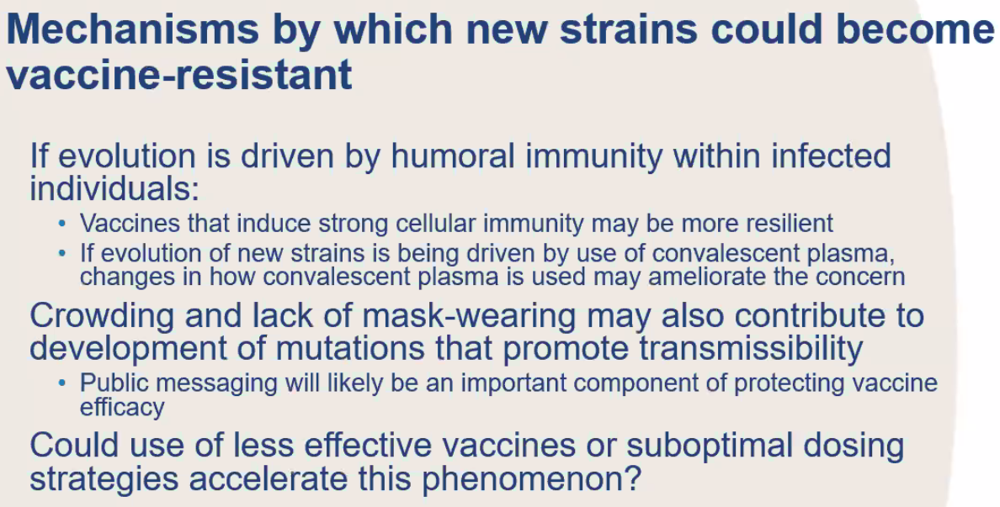 Mechanisms by which new strains could become
vaccine-resistant
If evolution is driven by humoral immunity within infected
individuals:
• Vaccines that induce strong cellular immunity may be more resilient
• If evolution of new strains is being driven by use of convalescent plasma,
changes in how convalescent plasma is used may ameliorate the concern
Crowding and lack of mask-wearing may also contribute to
development of mutations that promote transmissibility
• Public messaging will likely be an important component of protecting vaccine
efficacy
Could use of less effective vaccines or suboptimal dosing
strategies accelerate this phenomenon?